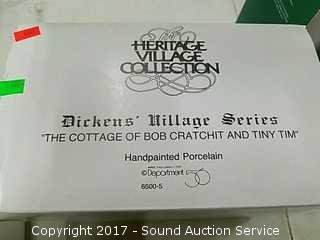 The
HERITAGE
VILLAGE
COLLECTION
Dickens' Village Series
"THE COTTAGE OF BOB CRATCHIT AND TINY TIM"
Handpainted Porcelain
©Department 56
6500-5
Copyright 2017 - Sound Auction Service